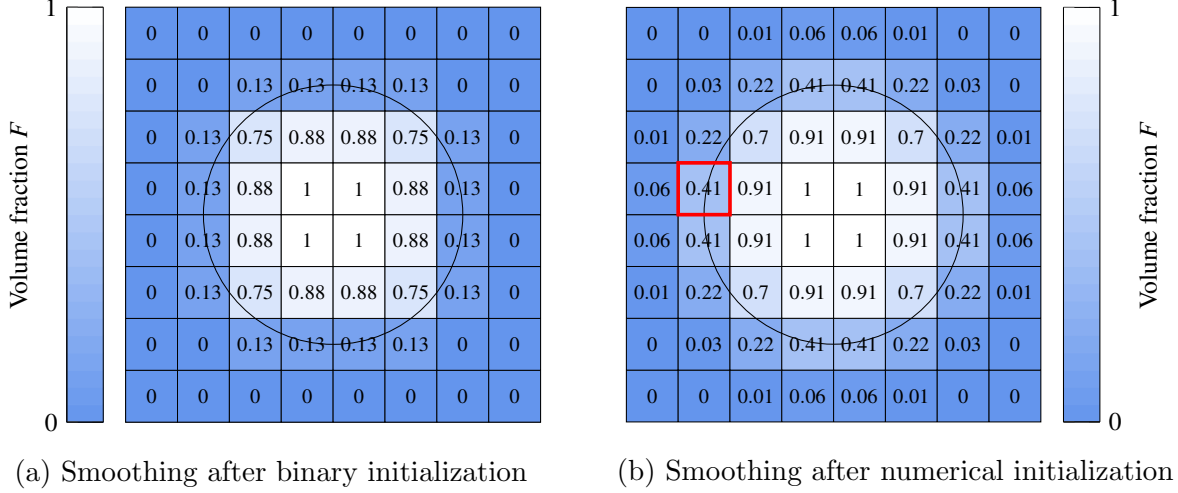 1
Volume fraction F
0
0 0 0 0 0 0 0 0
0 0 0.13 0.13 0.13 0.13 0 0
0 0.13 0.75 0.88 0.88 0.75 0.13 0
0 0.13 0.88 1 1 0.88 0.13 0
0 0.13 0.88 1 1 0.88 0.13 0
0 0.13 0.75 0.88 0.88 0.75 0.13 0
0 0 0.13 0.13 0.13 0.13 0 0
0 0 0 0 0 0 0 0
(a) Smoothing after binary initialization
0 0 0.01 0.06 0.06 0.01 0 0
0 0.03 0.22 0.41 0.41 0.22 0.03 0
0.01 0.22 0.7 0.91 0.91 0.7 0.22 0.01
0.06 0.41 0.91 1 1 0.91 0.41 0.06
0.06 0.41 0.91 1 1 0.91 0.41 0.06
0.01 0.22 0.7 0.91 0.91 0.7 0.22 0.01
0 0.03 0.22 0.41 0.41 0.22 0.03 0
0 0 0.01 0.06 0.06 0.01 0 0
1
Volume fraction F
0
(b) Smoothing after numerical initialization